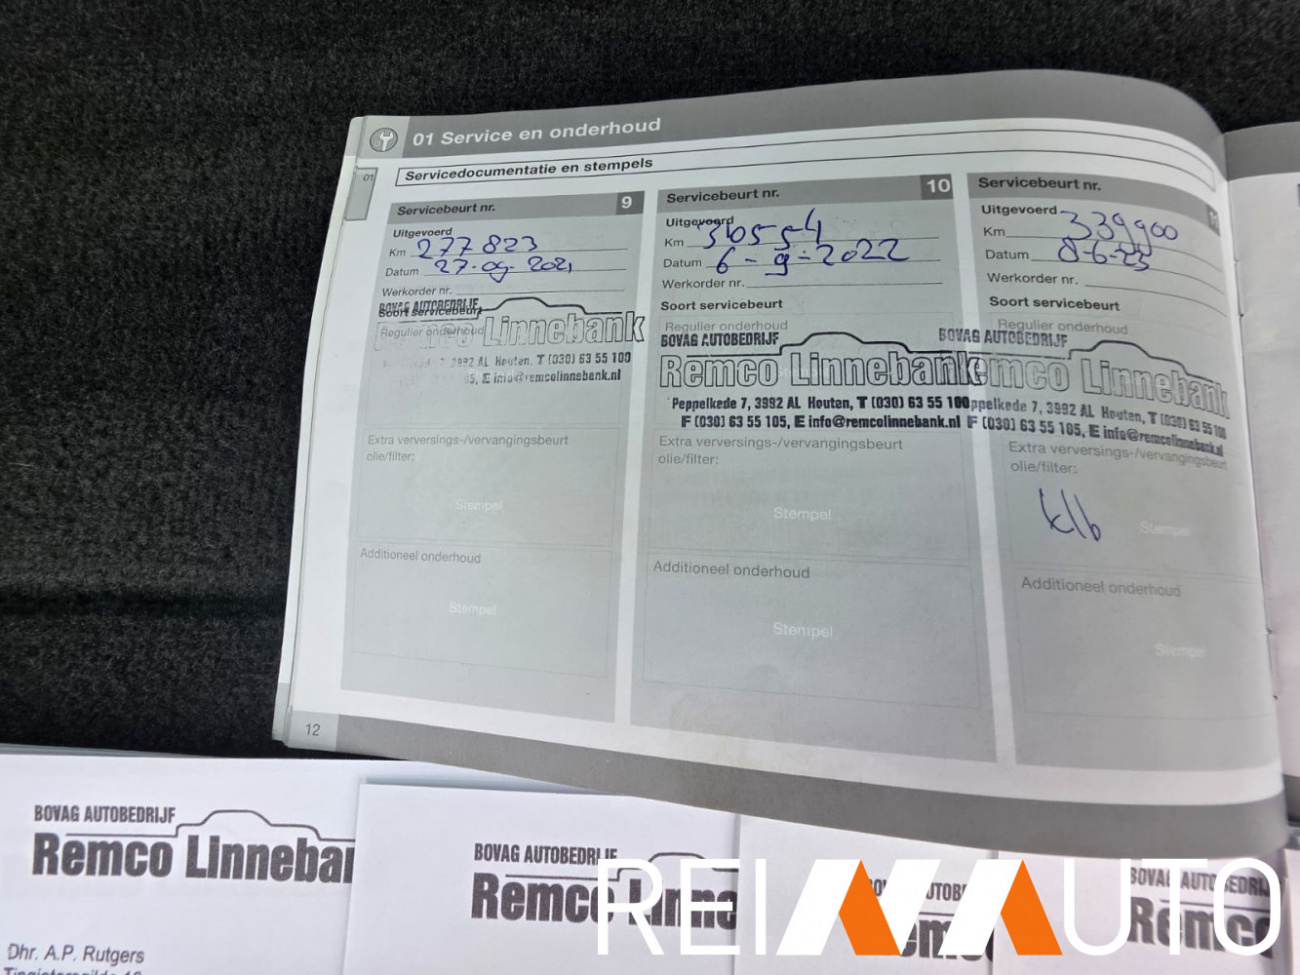 01 Service en onderhoud
01
Servicedocumentatie en stempels
Servicebeurt nr. 9
Uitgevoerd
Km 277823
Datum 27-09-2021
Werkorder nr.
BOVAG AUTOBEDRIJF
Soort servicebeurt
Regulier onderhoud
Linnebank
3992 AL Houten, T (030) 63 55 100
05, E info@remcolinnebank.nl
Extra verversings-/vervangingsbeurt
olie/filter:
Stempel
Additioneel onderhoud
Stempel
Servicebeurt nr. 10
Uitgevoerd
Km
Datum 6-9-2022
Werkorder nr.
Soort servicebeurt
Regulier onderhoud
BOVAG AUTOBEDRIJF
Remco Linnebank
Peppelkede 7, 3992 AL Houten, T (030) 63 55 100
F (030) 63 55 105, E info@remcolinnebank.nl
Extra verversings-/vervangingsbeurt
olie/filter:
Stempel
Additioneel onderhoud
Stempel
Servicebeurt nr.
Uitgevoerd
Km 339900
Datum 8-6-23
Werkorder nr.
Soort servicebeurt
Regulier onderhoud
BOVAG AUTOBEDRIJF
emco Linnebank
ppelkede 7, 3992 AL Houten, T (030) 63 55 100
F (030) 63 55 105, E info@remcolinnebank.nl
Extra verversings-/vervangingsbeurt
olie/filter:
Stempel
Additioneel onderhoud
Stempel
12
BOVAG AUTOBEDRIJF
Remco Linneban
Dhr. A.P. Rutgers
BOVAG AUTOBEDRIJF
Remco Linne
REIMAUTO